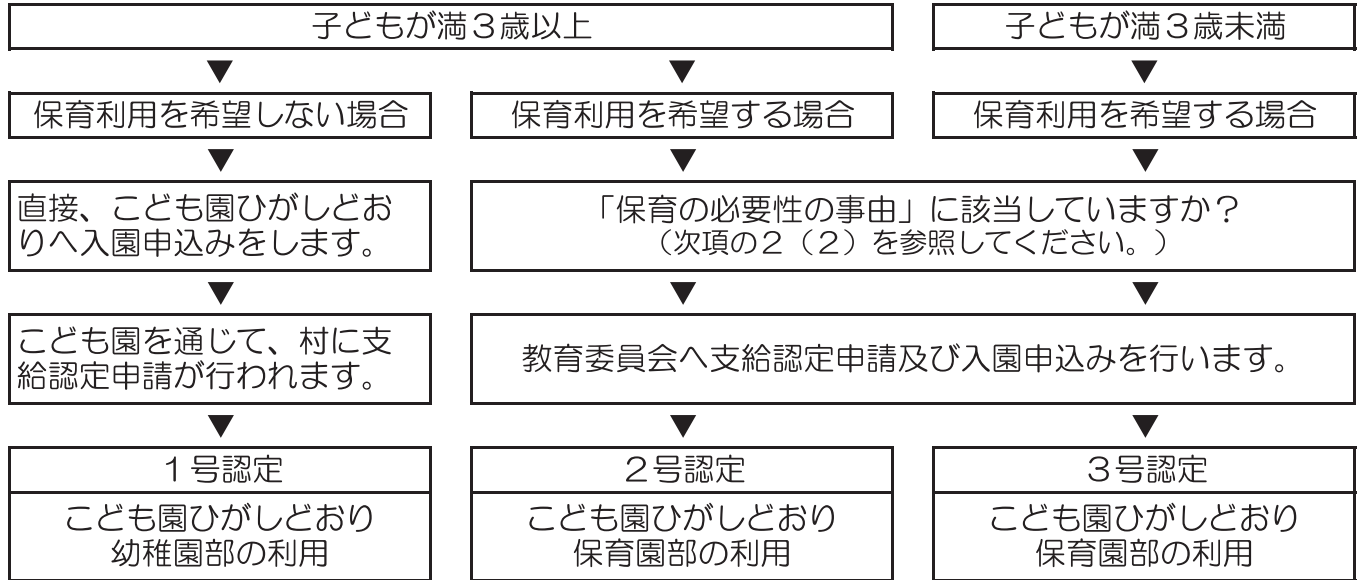 子どもが満３歳以上
子どもが満３歳未満
▼
▼
▼
保育利用を希望しない場合
保育利用を希望する場合
保育利用を希望する場合
▼
▼
▼
直接、こども園ひがしどお
りへ入園申込みをします。
「保育の必要性の事由」に該当していますか？
（次項の２（２）を参照してください。）
▼
▼
▼
こども園を通じて、村に支
給認定申請が行われます。
教育委員会へ支給認定申請及び入園申込みを行います。
▼
▼
▼
１号認定
２号認定
３号認定
こども園ひがしどおり
幼稚園部の利用
こども園ひがしどおり
保育園部の利用
こども園ひがしどおり
保育園部の利用